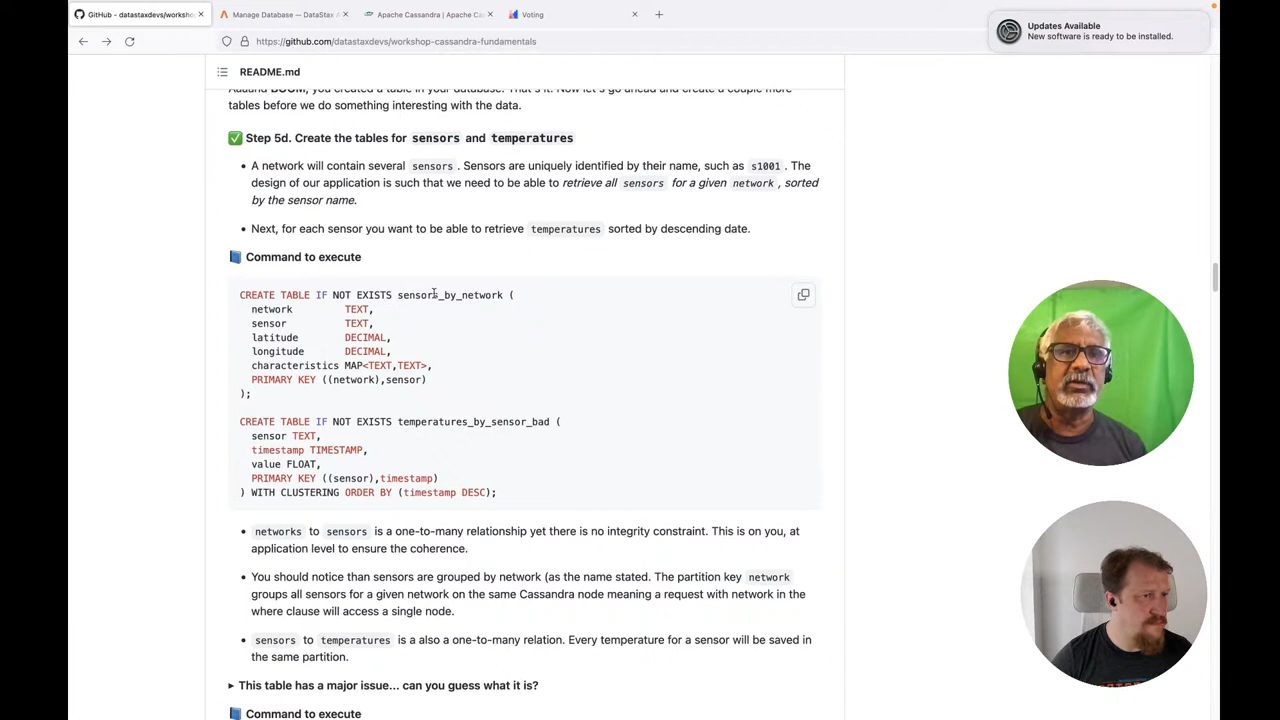 GitHub - datastaxdevs/worksho
Manage Database — DataStax A
Apache Cassandra | Apache Ca
Voting
https://github.com/datastaxdevs/workshop-cassandra-fundamentals
Updates Available
New software is ready to be installed.
README.md
tables before we do something interesting with the data.
Step 5d. Create the tables for sensors and temperatures
• A network will contain several sensors . Sensors are uniquely identified by their name, such as s1001 . The
design of our application is such that we need to be able to retrieve all sensors for a given network , sorted
by the sensor name.
• Next, for each sensor you want to be able to retrieve temperatures sorted by descending date.
Command to execute
CREATE TABLE IF NOT EXISTS sensors_by_network (
network TEXT,
sensor TEXT,
latitude DECIMAL,
longitude DECIMAL,
characteristics MAP<TEXT,TEXT>,
PRIMARY KEY ((network),sensor)
);
CREATE TABLE IF NOT EXISTS temperatures_by_sensor_bad (
sensor TEXT,
timestamp TIMESTAMP,
value FLOAT,
PRIMARY KEY ((sensor),timestamp)
) WITH CLUSTERING ORDER BY (timestamp DESC);
• networks to sensors is a one-to-many relationship yet there is no integrity constraint. This is on you, at
application level to ensure the coherence.
• You should notice than sensors are grouped by network (as the name stated. The partition key network
groups all sensors for a given network on the same Cassandra node meaning a request with network in the
where clause will access a single node.
• sensors to temperatures is a also a one-to-many relation. Every temperature for a sensor will be saved in
the same partition.
This table has a major issue... can you guess what it is?
Command to execute